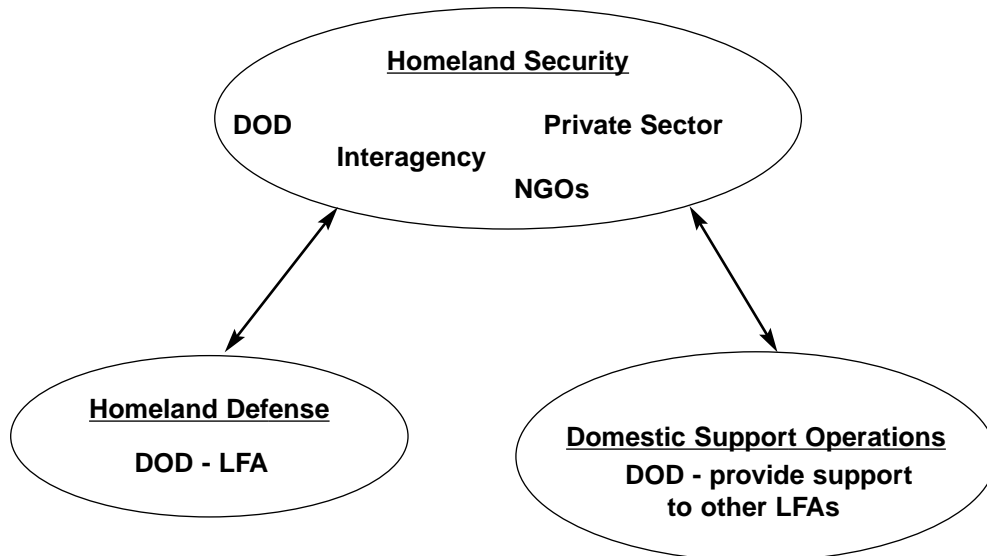 Homeland Security
DOD
Private Sector
Interagency
NGOs
Homeland Defense
DOD - LFA
Domestic Support Operations
DOD - provide support
to other LFAs